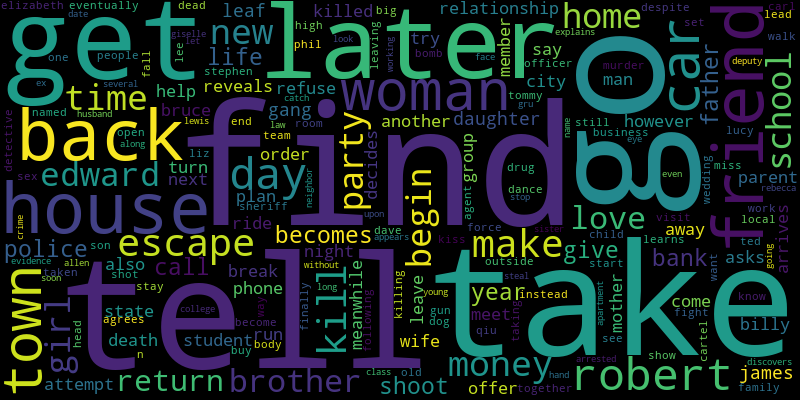 elizabeth
eventually
dead
leaf
killed
big
relationship
despite
carl
date
get
later
new
high
phil
leaving
look
member
home
set
lead
walk
lee
people
one
fall
stephen
life
bomb
try
say
officer
working
face
explains
car
father
friend
deputy
ex
several
giselle
let
reveals
refuse
catch
woman
city
man
murder
school
time
help
bruce
gang
tommy
gru
still
business
however
lucy
husband
named
back
lewis
end
law
room
team
another
daughter
name
eye
miss
detective
open
along
find
go
even
wedding
parent
rebecca
liz
order
party
decides
group
drug
dance
stop
sex
edward
turn
next
day
plan
sheriff
neighbor
begin
agent
love
child
work
local
visit
house
ride
becomes
dave
upon
appears
kiss
force
sister
give
away
learns
arrives
ted
crime
police
son
escape
night
without
make
outside
start
bank
asks
want
going
evidence
allen
soon
taken
shot
also
call
break
phone
long
kill
meanwhile
following
killing
leave
young
year
gun
dog
instead
steal
meet
qiu
taking
apartment
mother
come
fight
know
billy
town
girl
head
stay
state
agrees
death
n
college
student
way
become
run
buy
body
finally
tell
wife
take
see
show
cartel
discovers
james
attempt
return
brother
class
old
shoot
money
offer
together
arrested
hand
robert
family